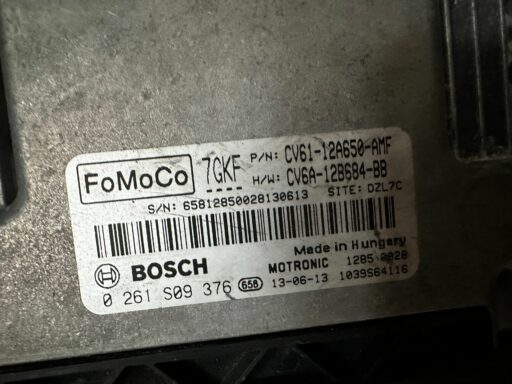 FoMoCo 7GKF P/N: CV61-12A650-AMF
H/W: CV6A-12B684-BB
S/N: 65812850028130613 SITE: DZL7C
Made in Hungary
BOSCH MOTRONIC 1285 0028
0 261 S09 376 658 13-06-13 1039S64116